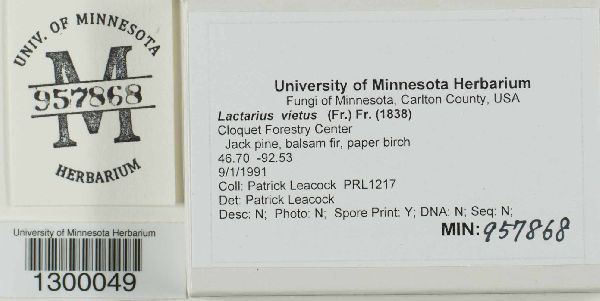 UNIV. OF MINNESOTA
M
957868
HERBARIUM
University of Minnesota Herbarium
1300049
University of Minnesota Herbarium
Fungi of Minnesota, Carlton County, USA
Lactarius vietus (Fr.) Fr. (1838)
Cloquet Forestry Center
Jack pine, balsam fir, paper birch
46.70 -92.53
9/1/1991
Coll: Patrick Leacock PRL1217
Det: Patrick Leacock
Desc: N; Photo: N; Spore Print: Y; DNA: N; Seq: N;
MIN: 957868